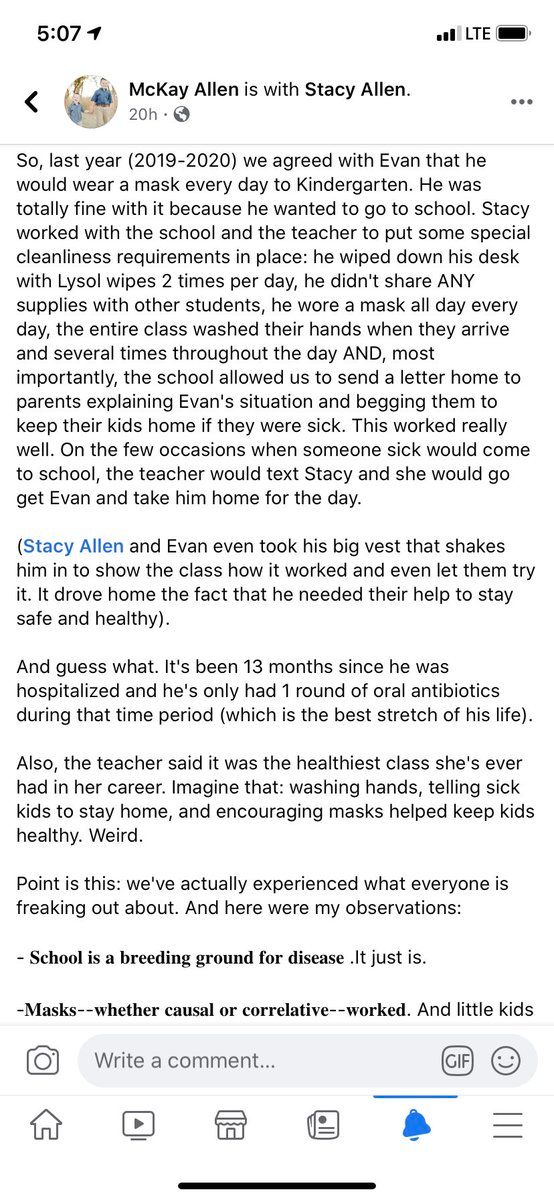 5:07
LTE
McKay Allen is with Stacy Allen.
20h ·
So, last year (2019-2020) we agreed with Evan that he
would wear a mask every day to Kindergarten. He was
totally fine with it because he wanted to go to school. Stacy
worked with the school and the teacher to put some special
cleanliness requirements in place: he wiped down his desk
with Lysol wipes 2 times per day, he didn't share ANY
supplies with other students, he wore a mask all day every
day, the entire class washed their hands when they arrive
and several times throughout the day AND, most
importantly, the school allowed us to send a letter home to
parents explaining Evan's situation and begging them to
keep their kids home if they were sick. This worked really
well. On the few occasions when someone sick would come
to school, the teacher would text Stacy and she would go
get Evan and take him home for the day.
(Stacy Allen and Evan even took his big vest that shakes
him in to show the class how it worked and even let them try
it. It drove home the fact that he needed their help to stay
safe and healthy).
And guess what. It's been 13 months since he was
hospitalized and he's only had 1 round of oral antibiotics
during that time period (which is the best stretch of his life).
Also, the teacher said it was the healthiest class she's ever
had in her career. Imagine that: washing hands, telling sick
kids to stay home, and encouraging masks helped keep kids
healthy. Weird.
Point is this: we've actually experienced what everyone is
freaking out about. And here were my observations:
- School is a breeding ground for disease .It just is.
-Masks--whether causal or correlative--worked. And little kids
Write a comment...
GIF